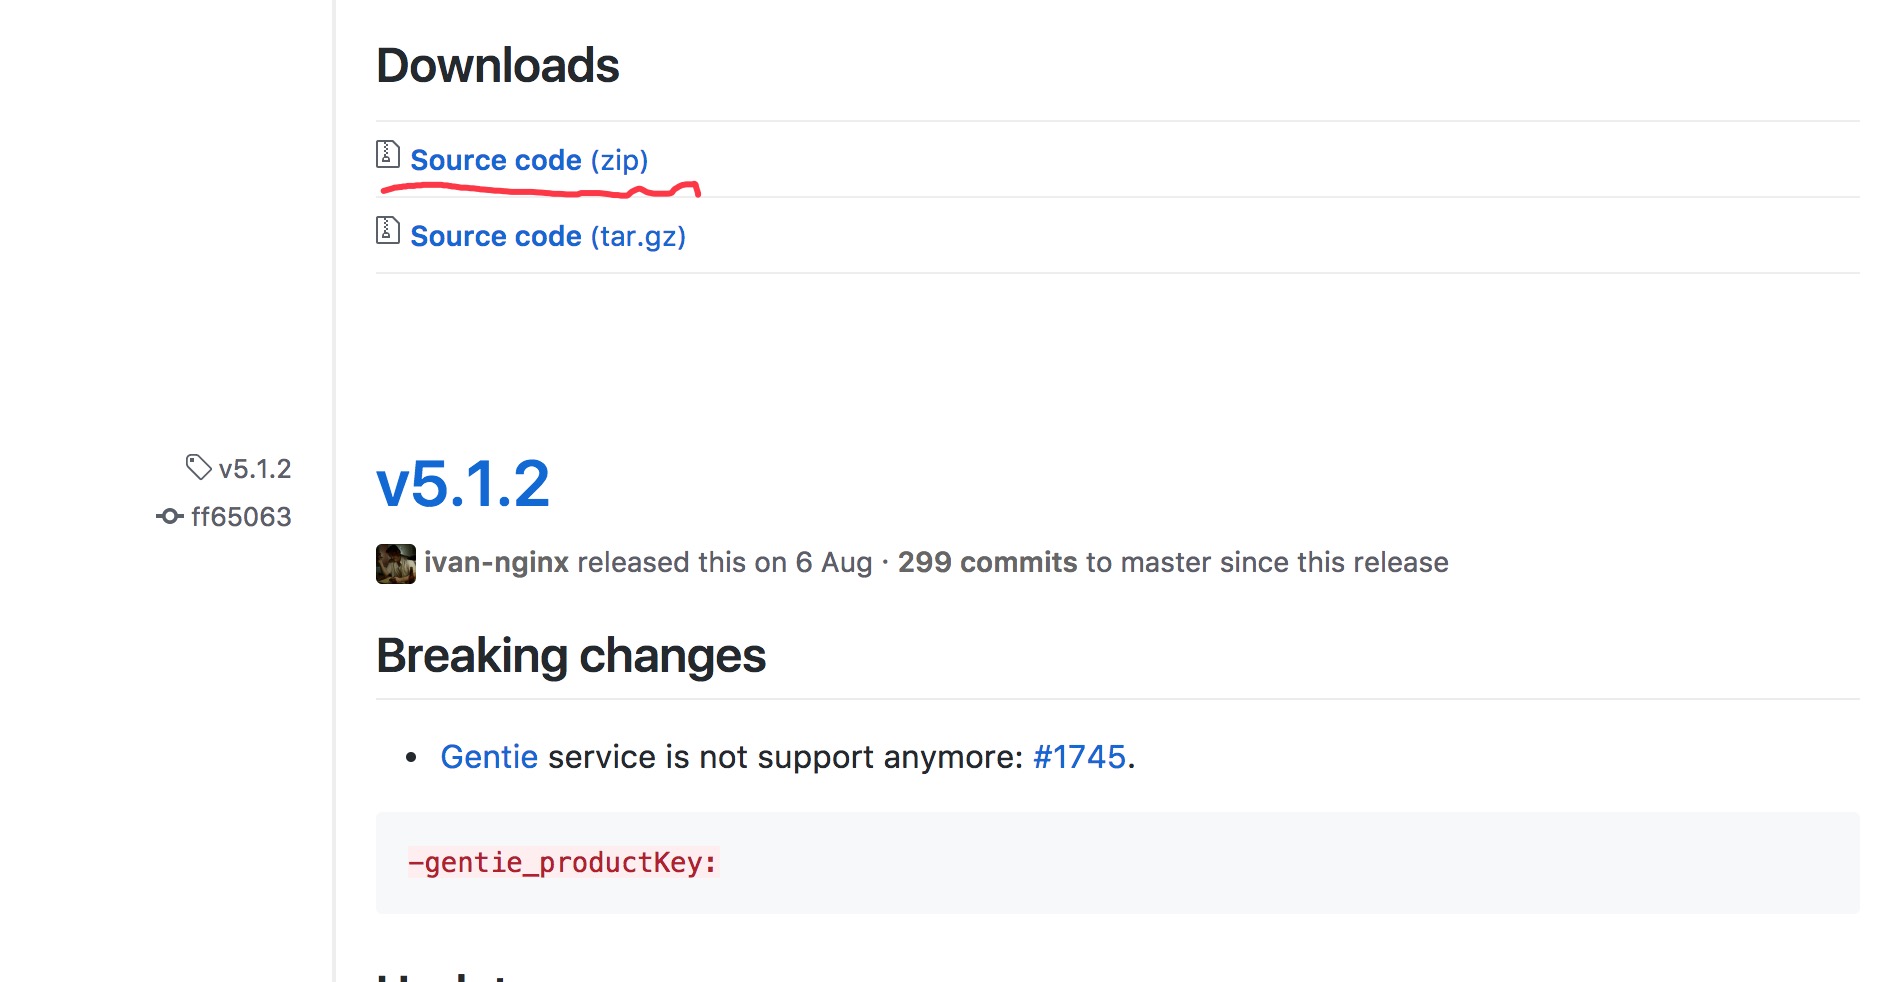 Downloads
Source code (zip)
Source code (tar.gz)
v5.1.2
ff65063
v5.1.2
ivan-nginx released this on 6 Aug · 299 commits to master since this release
Breaking changes
• Gentie service is not support anymore: #1745.
-gentie_productKey: